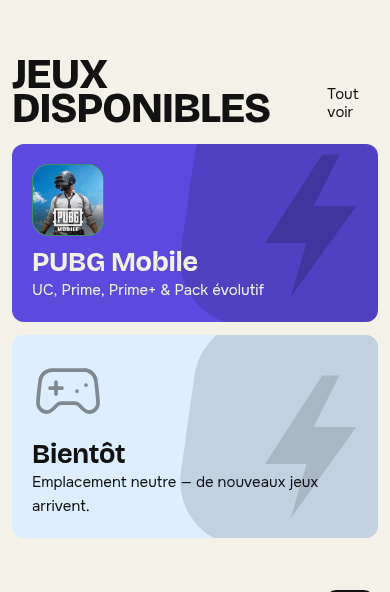 JEUX
DISPONIBLES
Tout
voir
PUBG
MOBILE
PUBG Mobile
UC, Prime, Prime+ & Pack évolutif
Bientôt
Emplacement neutre — de nouveaux jeux
arrivent.